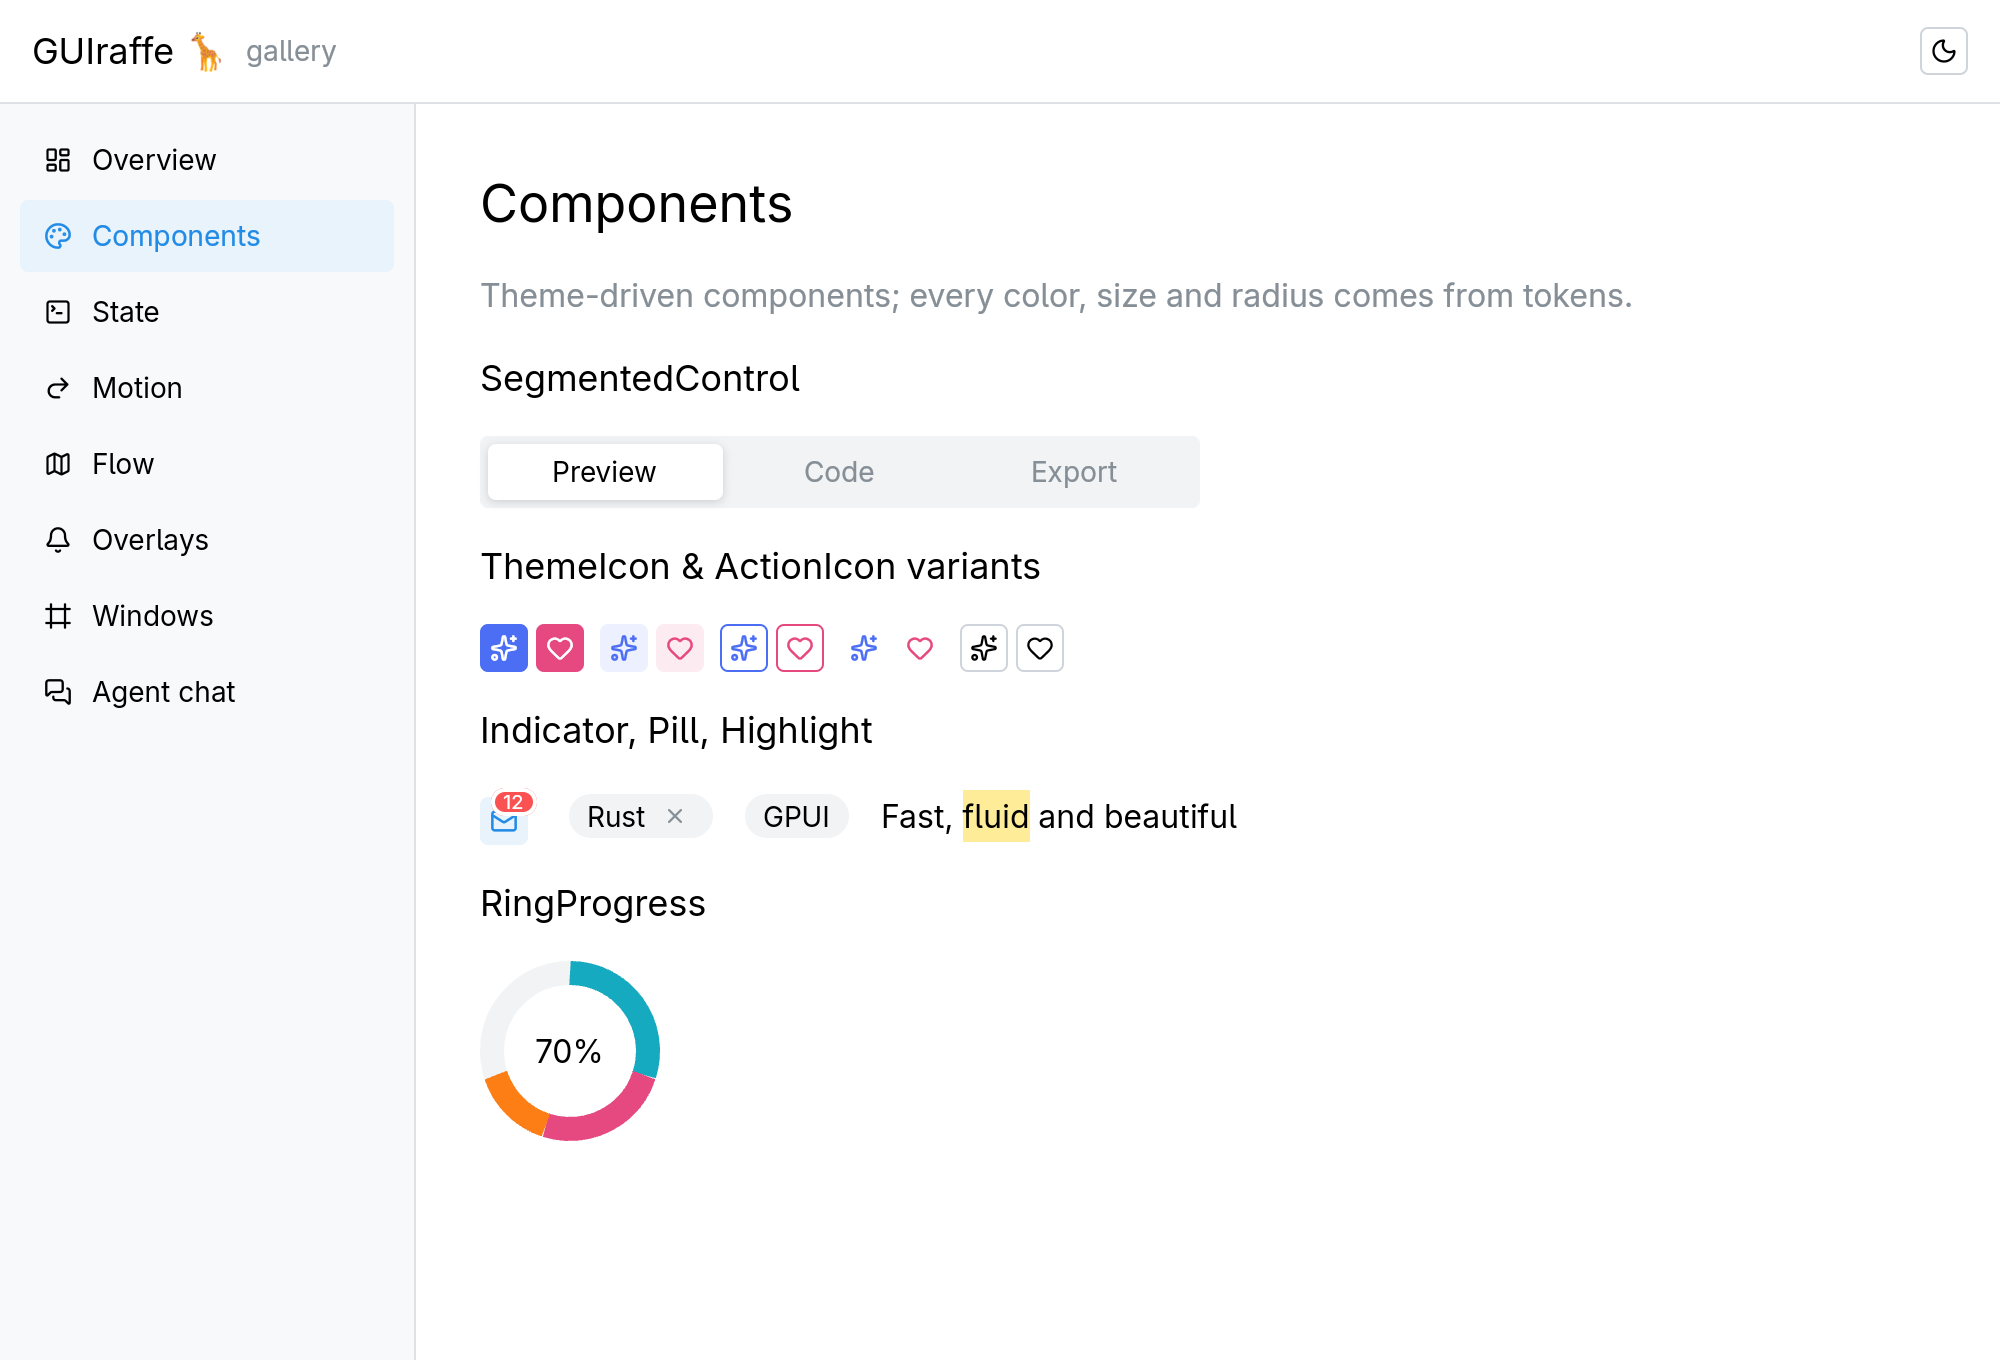 GUIraffe 🦒 gallery
Overview
Components
State
Motion
Flow
Overlays
Windows
Agent chat
Components
Theme-driven components; every color, size and radius comes from tokens.
SegmentedControl
Preview Code Export
ThemeIcon & ActionIcon variants
Indicator, Pill, Highlight
12 Rust GPUI Fast, fluid and beautiful
RingProgress
70%